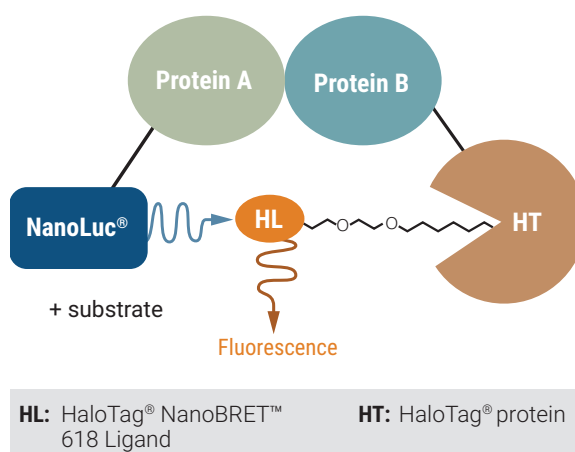 Protein A
Protein B
NanoLuc®
HL
O
O
HT
+ substrate
Fluorescence
HL: HaloTag® NanoBRET™ 618 Ligand
HT: HaloTag® protein